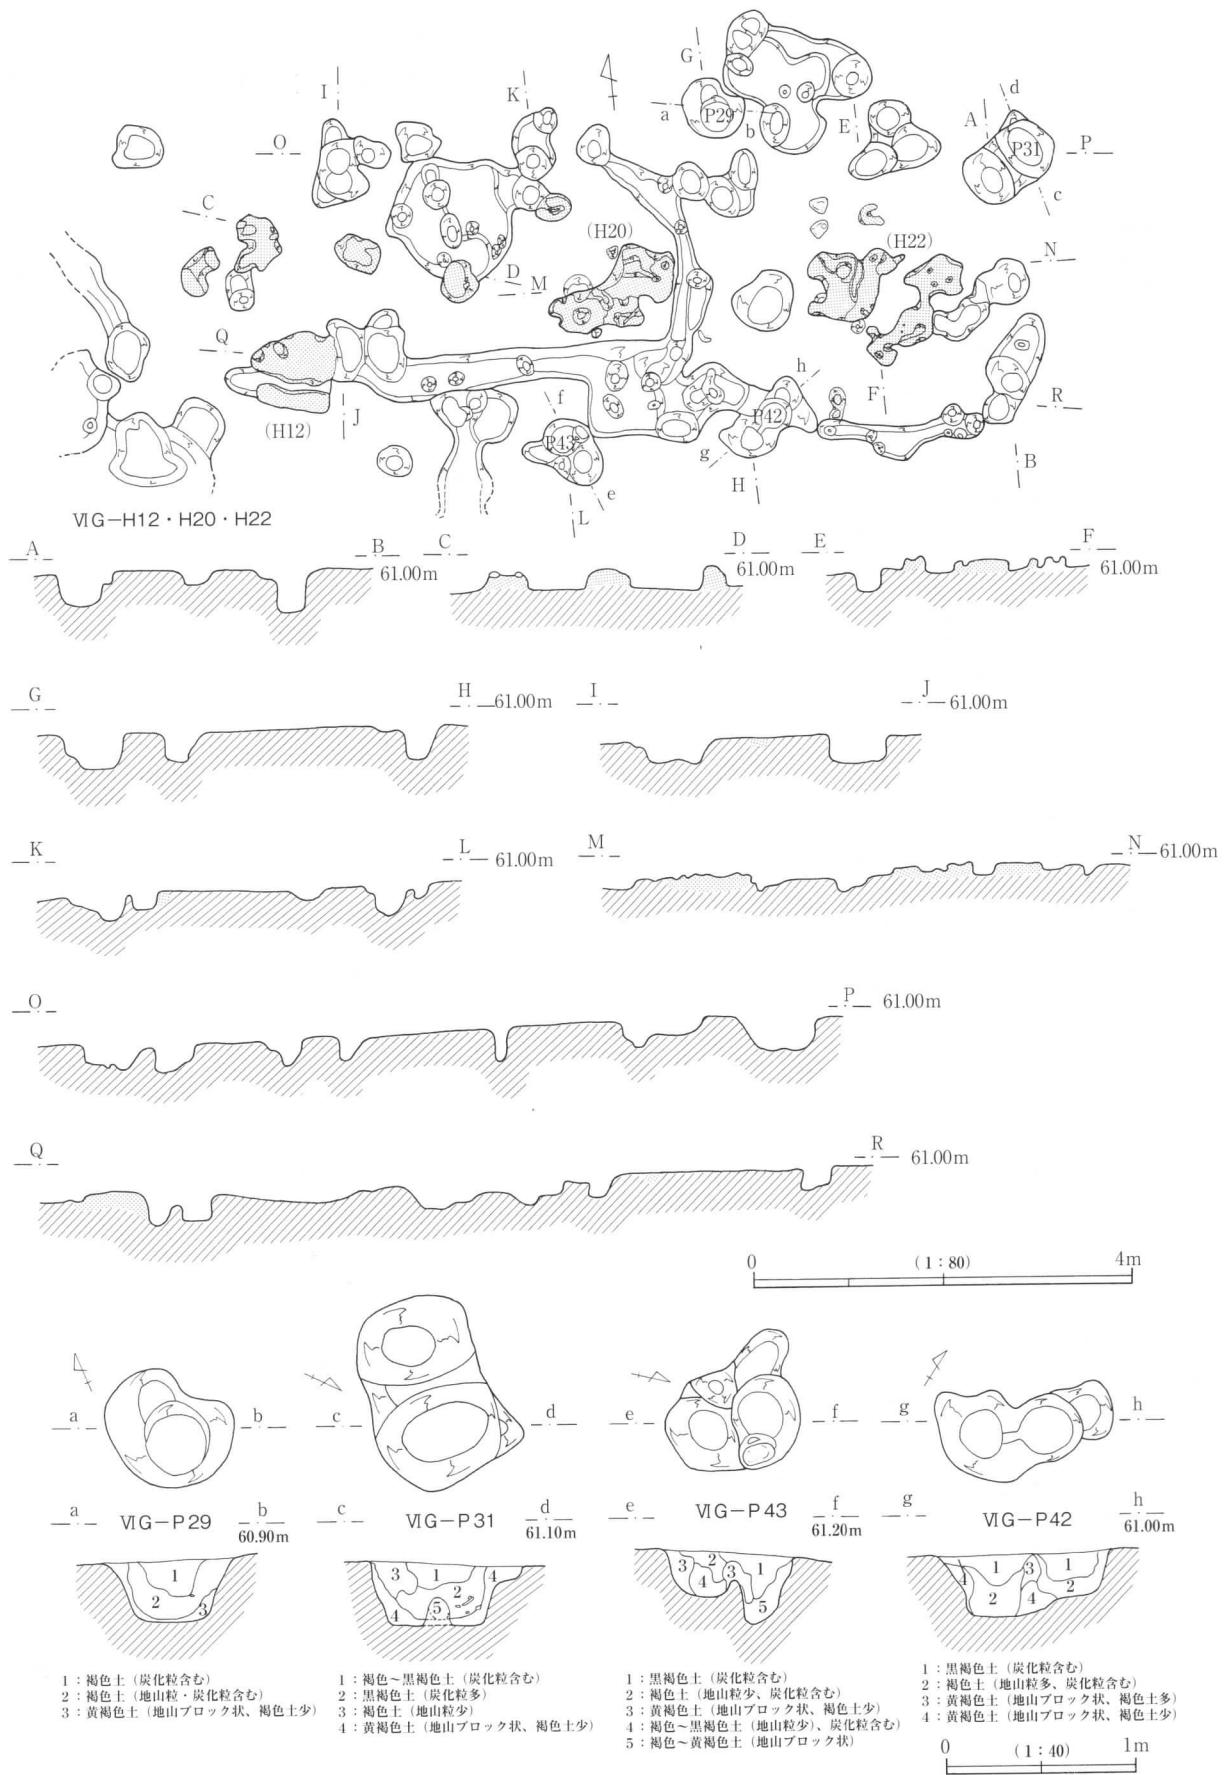 G
d
I
K
A
a
P29
b
E
O
P31
P
c
C
(H20)
(H22)
D
M
N
Q
h
f
F
R
J
P42
(H12)
P43
g
B
H
e
L
ⅥG−H12・H20・H22
A
B
61.00m
C
D
61.00m
E
F
61.00m
G
H
61.00m
I
J
61.00m
K
L
61.00m
M
N
61.00m
O
P
61.00m
Q
R
61.00m
0
(1:80)
4m
a
b
c
d
e
f
g
h
a
ⅥG−P29
b
60.90m
c
ⅥG−P31
d
61.10m
e
ⅥG−P43
f
61.20m
g
ⅥG−P42
h
61.00m
1
2
3
3
1
4
2
5
4
3
2
1
4
3
5
4
1
3
1
2
4
2
1:褐色土(炭化粒含む)
2:褐色土(地山粒・炭化粒含む)
3:黄褐色土(地山ブロック状、褐色土少)
1:褐色~黒褐色土(炭化粒含む)
2:黒褐色土(炭化粒多)
3:褐色土(地山粒少)
4:黄褐色土(地山ブロック状、褐色土少)
1:黒褐色土(炭化粒含む)
2:褐色土(地山粒少、炭化粒含む)
3:黄褐色土(地山ブロック状、褐色土少)
4:褐色~黒褐色土(地山粒少)、炭化粒含む)
5:褐色~黄褐色土(地山ブロック状)
1:黒褐色土(炭化粒含む)
2:褐色土(地山粒多、炭化粒含む)
3:黄褐色土(地山ブロック状、褐色土多)
4:黄褐色土(地山ブロック状、褐色土少)
0
(1:40)
1m